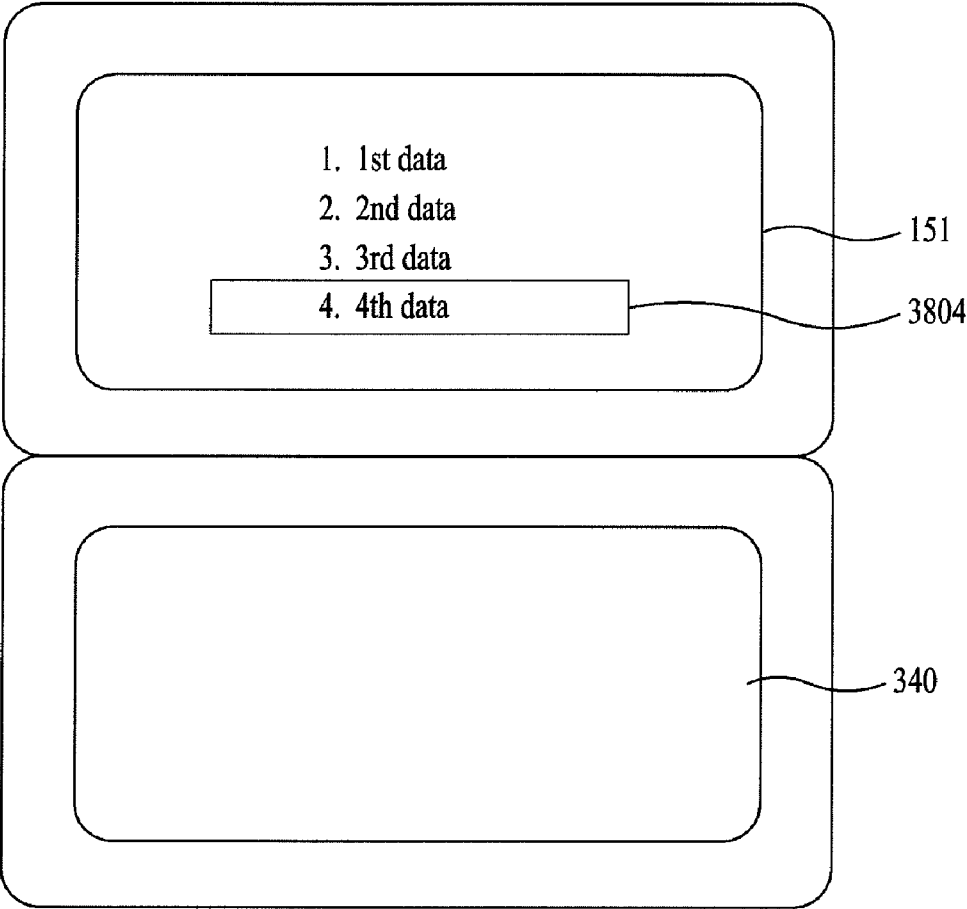 1. 1st data
2. 2nd data
151
3. 3rd data
4. 4th data
3804
340